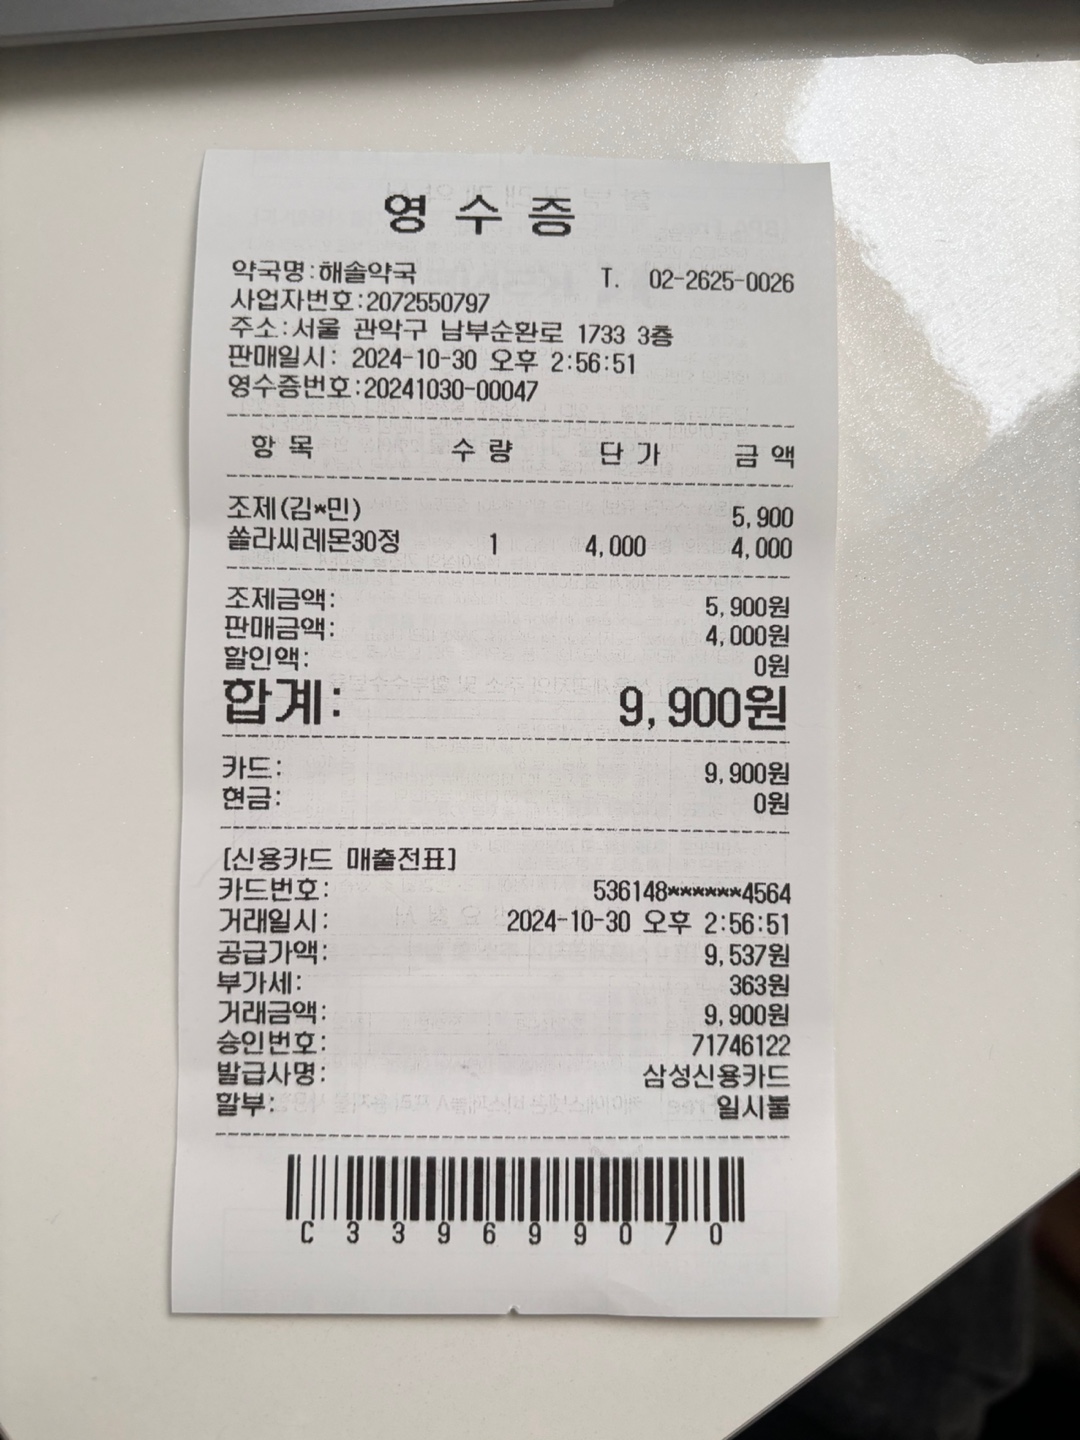 영 수 증
약국명:해솔약국 T. 02-2625-0026
사업자번호:2072550797
주소:서울 관악구 남부순환로 1733 3층
판매일시: 2024-10-30 오후 2:56:51
영수증번호:20241030-00047
항 목 수 량 단 가 금 액
조제(김*민) 5,900
쏠라씨레몬30정 1 4,000 4,000
조제금액: 5,900원
판매금액: 4,000원
할인액: 0원
합계: 9,900원
카드: 9,900원
현금: 0원
[신용카드 매출전표]
카드번호: 536148******4564
거래일시: 2024-10-30 오후 2:56:51
공급가액: 9,537원
부가세: 363원
거래금액: 9,900원
승인번호: 71746122
발급사명: 삼성신용카드
할부: 일시불
C339699070